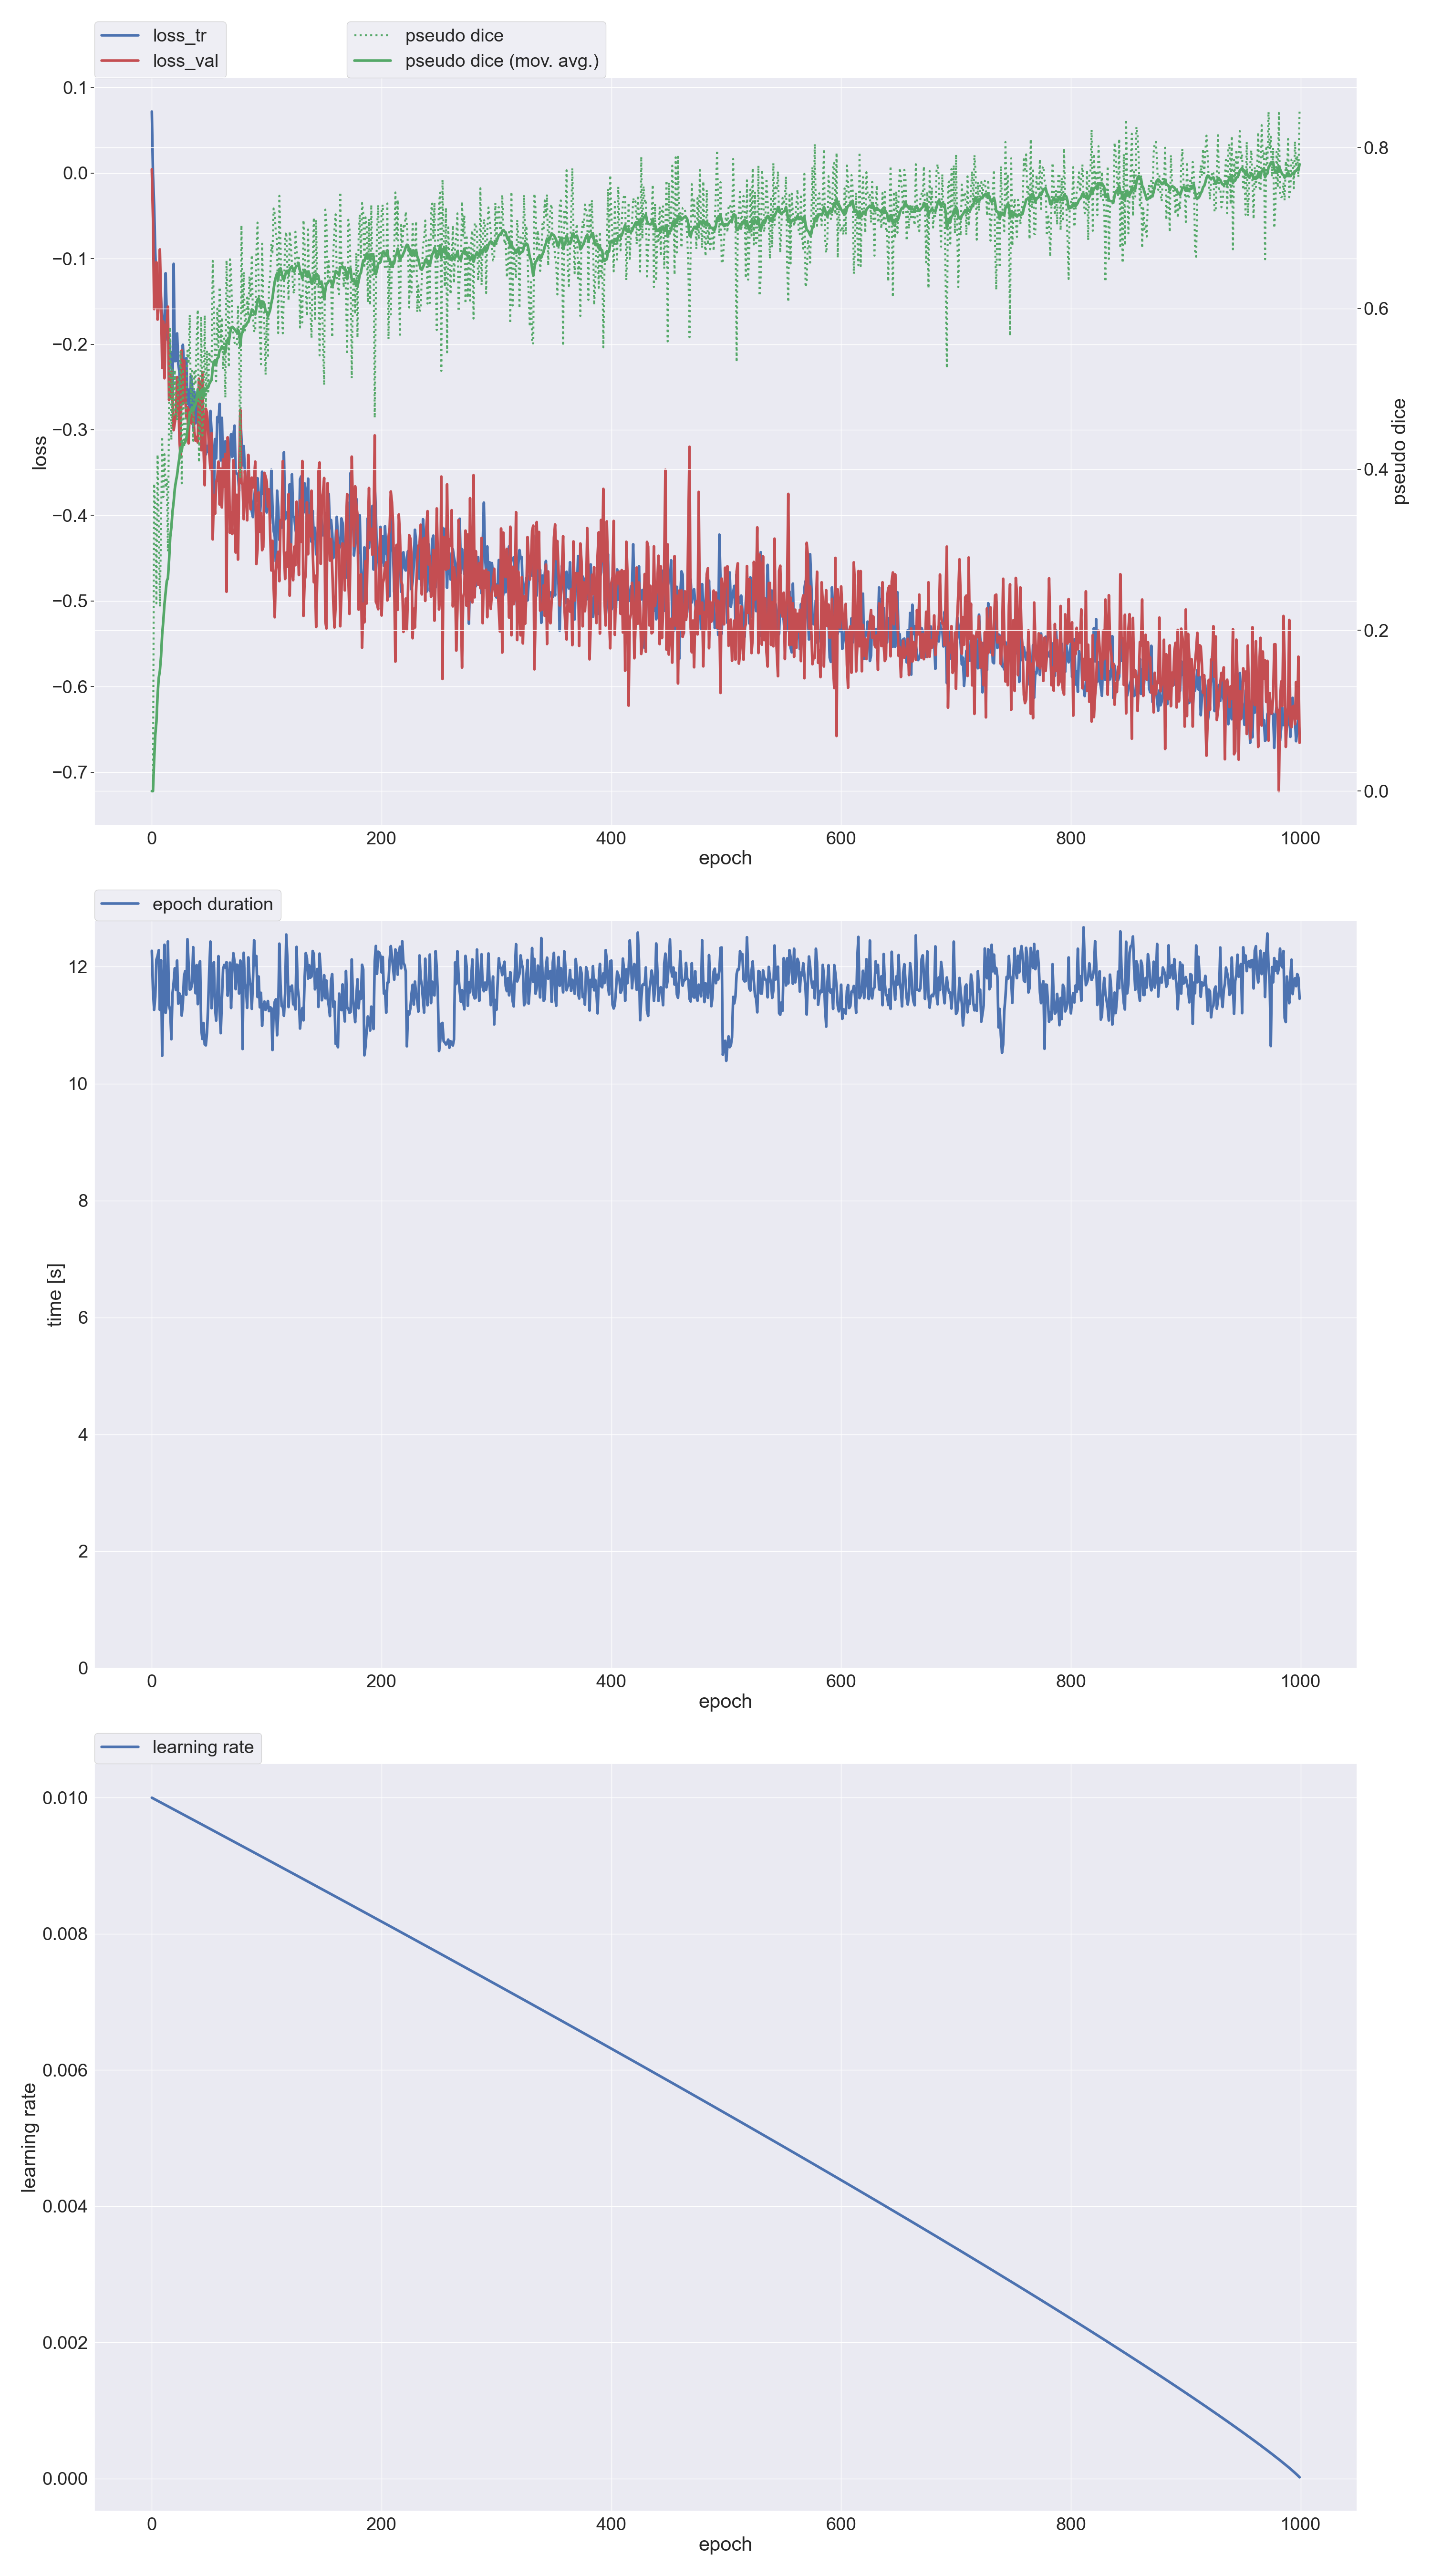 loss_tr
loss_val
pseudo dice
pseudo dice (mov. avg.)
0.1
0.0
−0.1
−0.2
−0.3
−0.4
−0.5
−0.6
−0.7
loss
0.8
0.6
0.4
0.2
0.0
pseudo dice
0 200 400 600 800 1000
epoch
epoch duration
12
10
8
6
4
2
0
time [s]
0 200 400 600 800 1000
epoch
learning rate
0.010
0.008
0.006
0.004
0.002
0.000
learning rate
0 200 400 600 800 1000
epoch